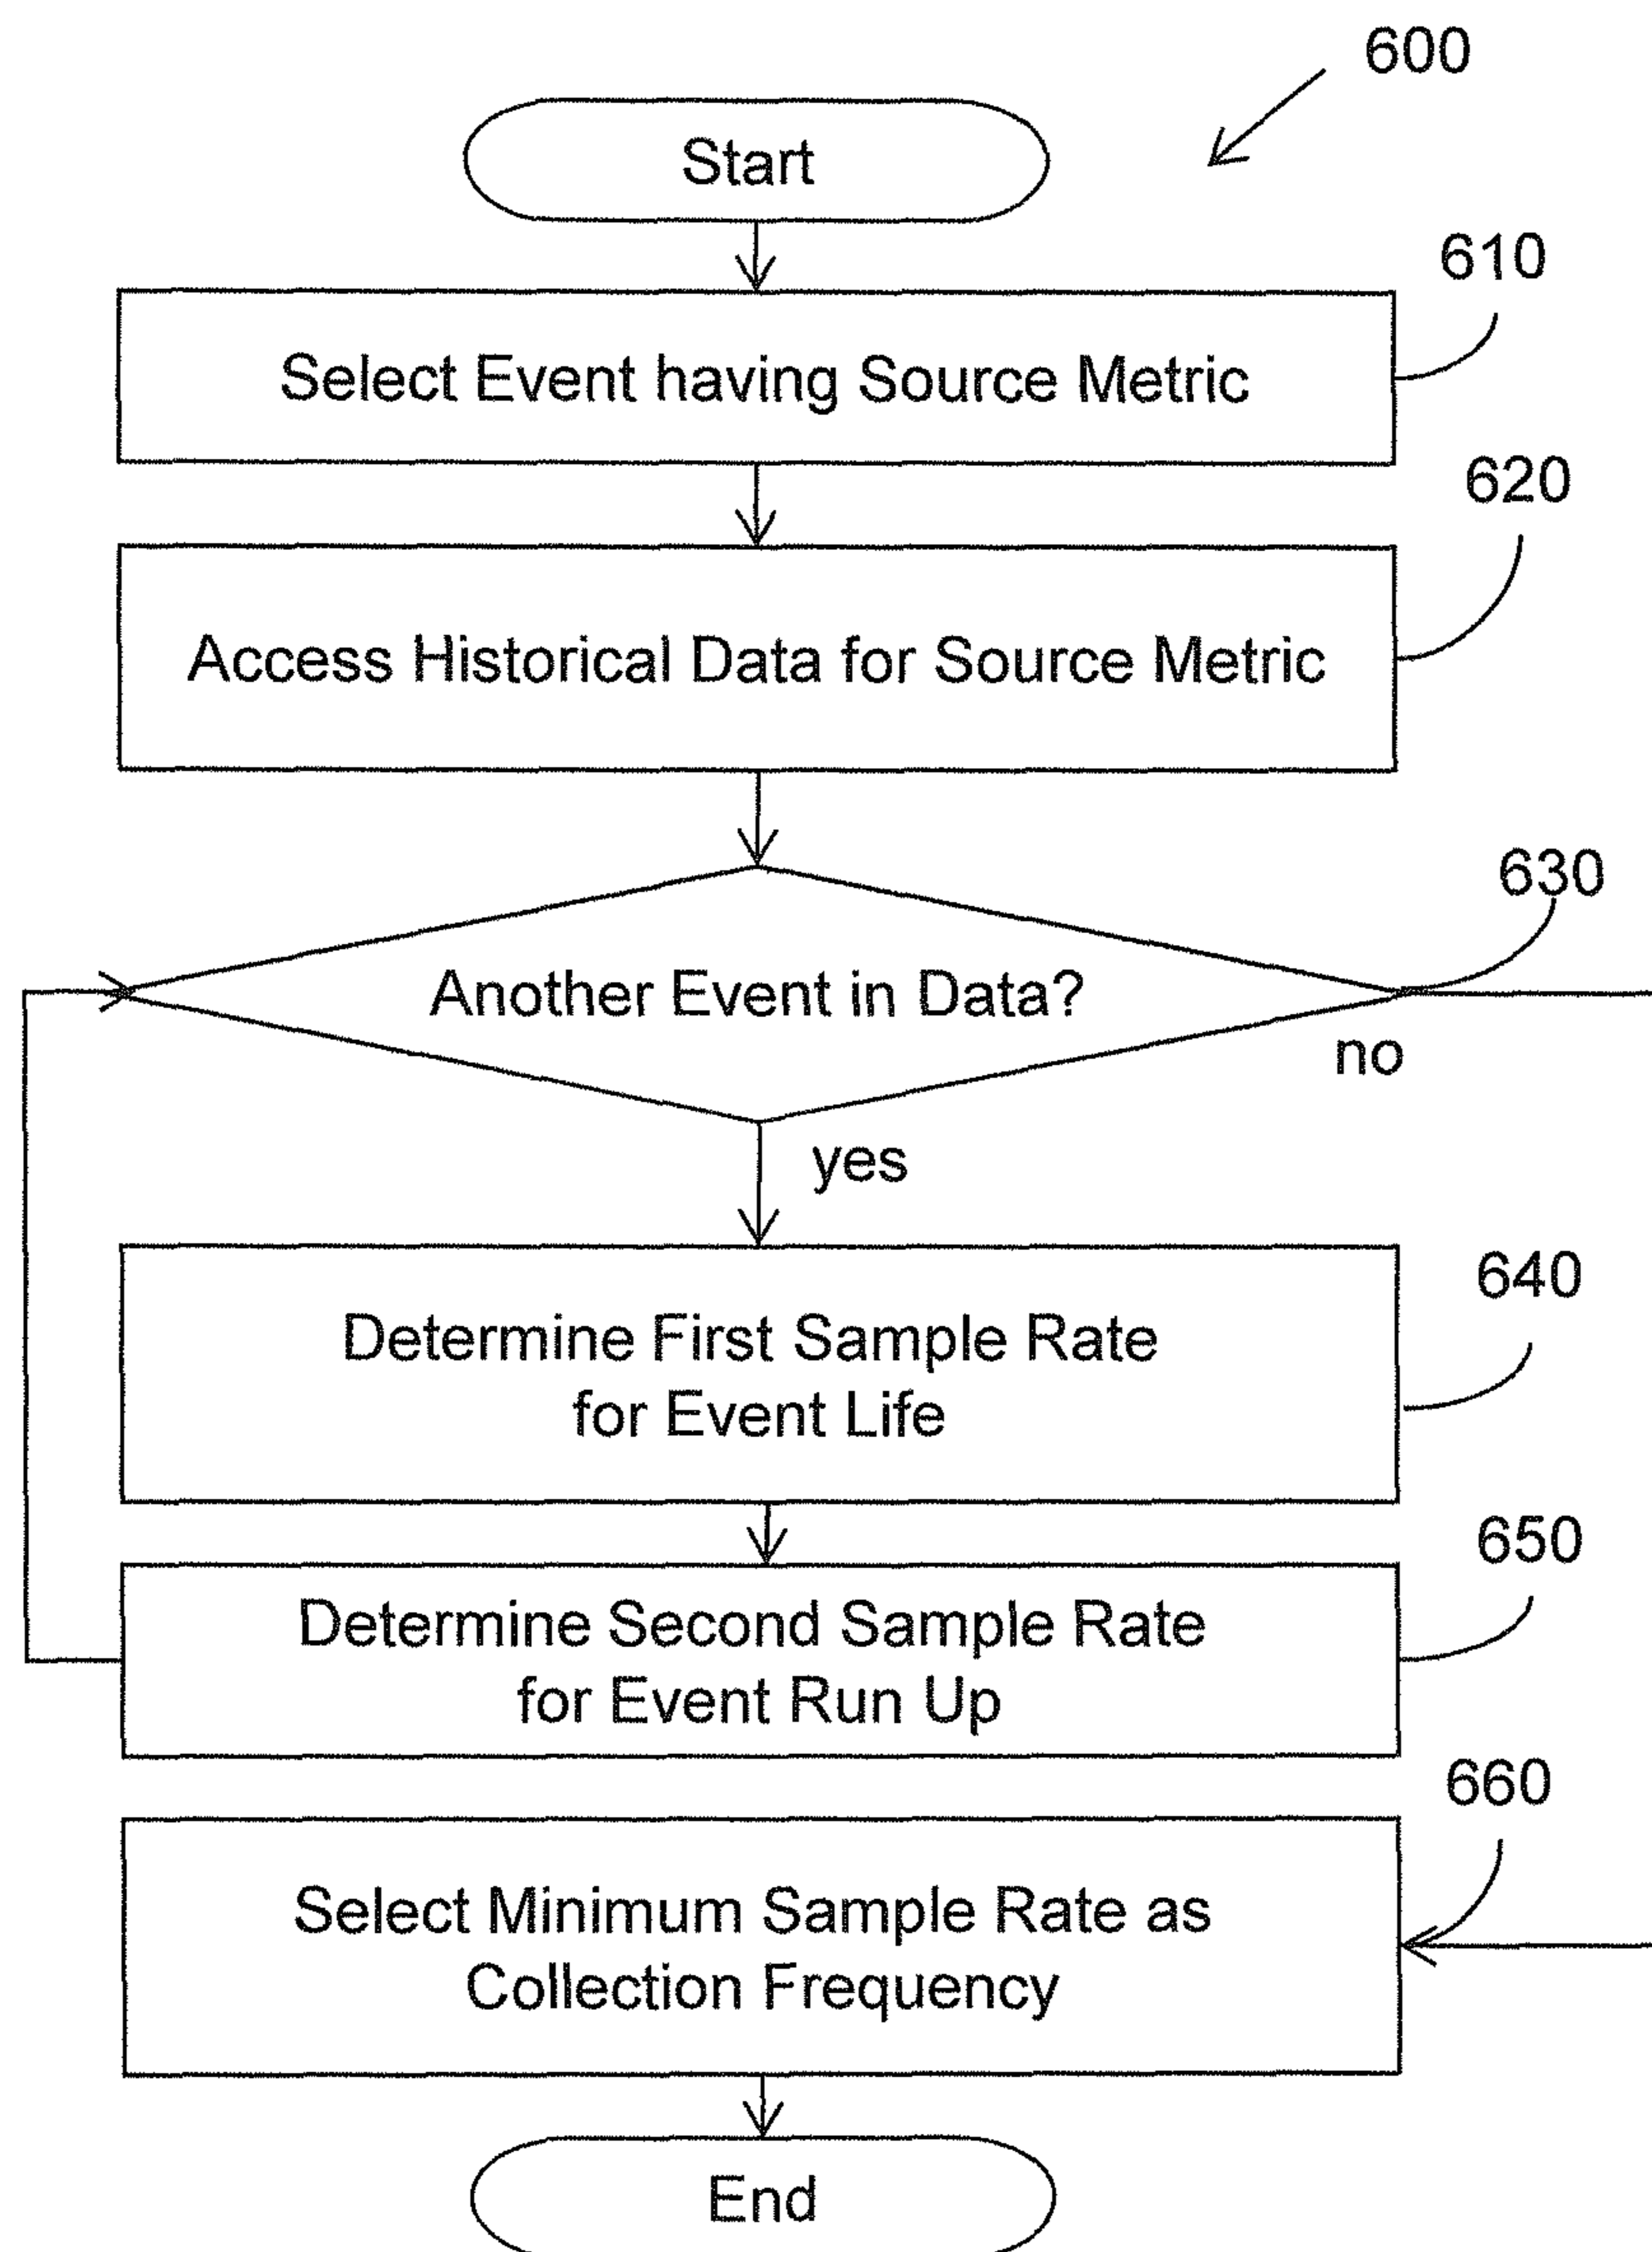 600
Start
610
Select Event having Source Metric
620
Access Historical Data for Source Metric
630
Another Event in Data?
no
yes
640
Determine First Sample Rate
for Event Life
650
Determine Second Sample Rate
for Event Run Up
660
Select Minimum Sample Rate as
Collection Frequency
End